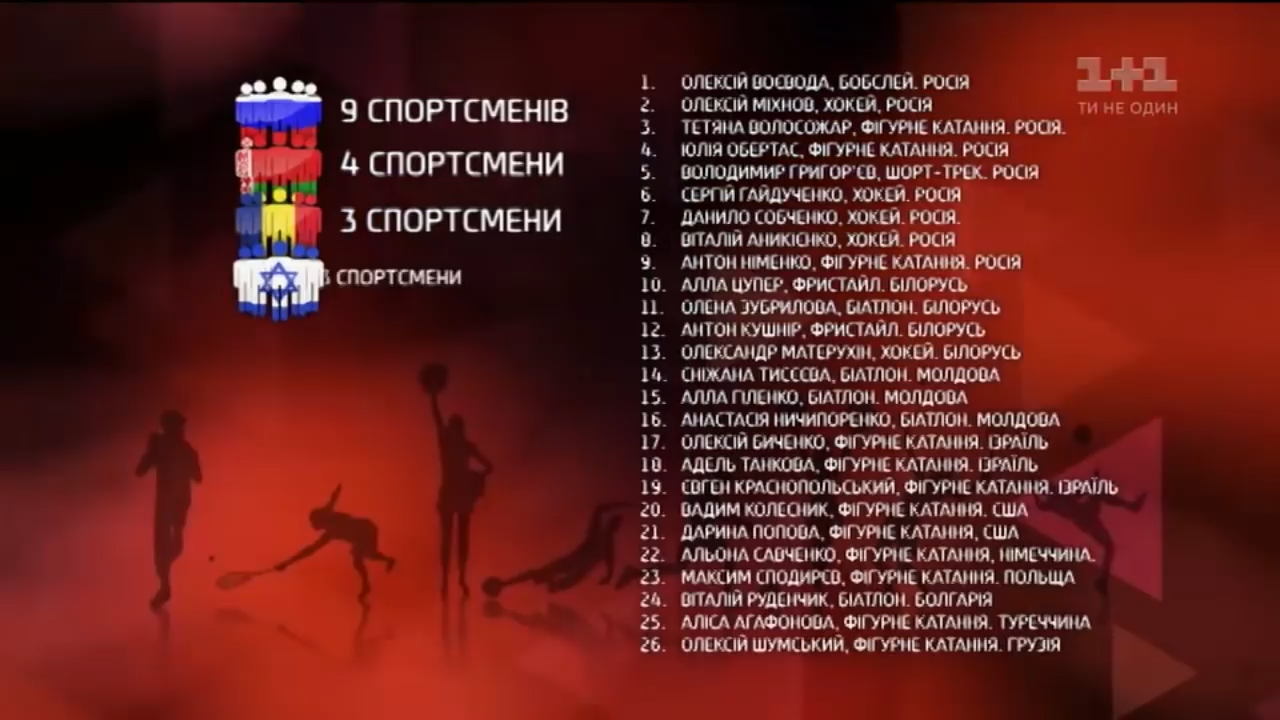 9 СПОРТСМЕНІВ
4 СПОРТСМЕНИ
3 СПОРТСМЕНИ
3 СПОРТСМЕНИ
1+1
ТИ НЕ ОДИН
1. ОЛЕКСІЙ ВОЄВОДА, БОБСЛЕЙ. РОСІЯ
2. ОЛЕКСІЙ МІХНОВ, ХОКЕЙ, РОСІЯ
3. ТЕТЯНА ВОЛОСОЖАР, ФІГУРНЕ КАТАННЯ. РОСІЯ.
4. ЮЛІЯ ОБЕРТАС, ФІГУРНЕ КАТАННЯ. РОСІЯ
5. ВОЛОДИМИР ГРИГОР'ЄВ, ШОРТ-ТРЕК. РОСІЯ
6. СЕРГІЙ ГАЙДУЧЕНКО, ХОКЕЙ. РОСІЯ
7. ДАНИЛО СОБЧЕНКО, ХОКЕЙ. РОСІЯ.
8. ВІТАЛІЙ АНИКІЄНКО, ХОКЕЙ. РОСІЯ
9. АНТОН НІМЕНКО, ФІГУРНЕ КАТАННЯ. РОСІЯ
10. АЛЛА ЦУПЕР, ФРИСТАЙЛ. БІЛОРУСЬ
11. ОЛЕНА ЗУБРИЛОВА, БІАТЛОН. БІЛОРУСЬ
12. АНТОН КУШНІР, ФРИСТАЙЛ. БІЛОРУСЬ
13. ОЛЕКСАНДР МАТЕРУХІН, ХОКЕЙ. БІЛОРУСЬ
14. СНІЖАНА ТИСЄЄВА, БІАТЛОН. МОЛДОВА
15. АЛЛА ГІЛЕНКО, БІАТЛОН. МОЛДОВА
16. АНАСТАСІЯ НИЧИПОРЕНКО, БІАТЛОН. МОЛДОВА
17. ОЛЕКСІЙ БИЧЕНКО, ФІГУРНЕ КАТАННЯ. ІЗРАЇЛЬ
18. АДЕЛЬ ТАНКОВА, ФІГУРНЕ КАТАННЯ. ІЗРАЇЛЬ
19. ЄВГЕН КРАСНОПОЛЬСЬКИЙ, ФІГУРНЕ КАТАННЯ. ІЗРАЇЛЬ
20. ВАДИМ КОЛЕСНИК, ФІГУРНЕ КАТАННЯ. США
21. ДАРИНА ПОПОВА, ФІГУРНЕ КАТАННЯ, США
22. АЛЬОНА САВЧЕНКО, ФІГУРНЕ КАТАННЯ, НІМЕЧЧИНА.
23. МАКСИМ СПОДИРЄВ, ФІГУРНЕ КАТАННЯ. ПОЛЬЩА
24. ВІТАЛІЙ РУДЕНЧИК, БІАТЛОН. БОЛГАРІЯ
25. АЛІСА АГАФОНОВА, ФІГУРНЕ КАТАННЯ. ТУРЕЧЧИНА
26. ОЛЕКСІЙ ШУМСЬКИЙ, ФІГУРНЕ КАТАННЯ. ГРУЗІЯ